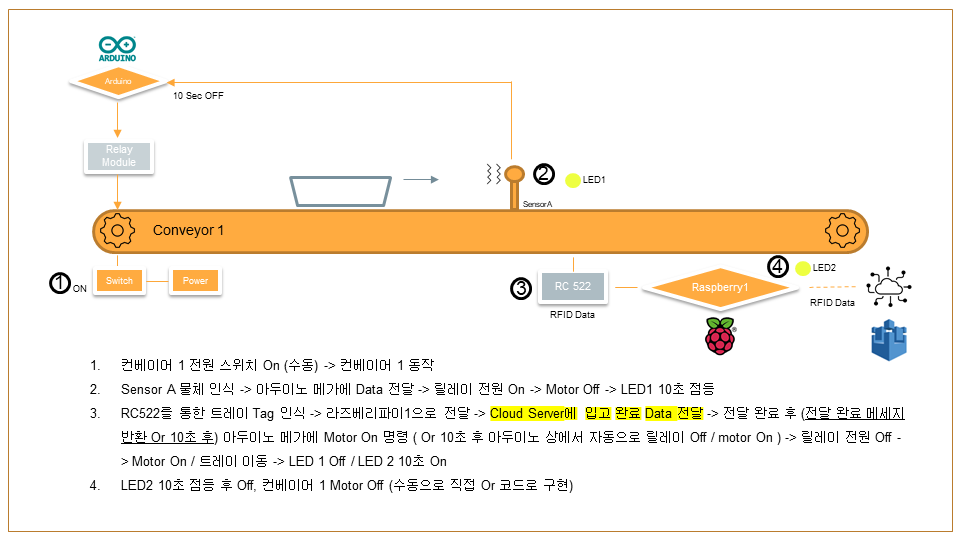 ARDUINO
Arduino
10 Sec OFF
Relay
Module
2
LED1
SensorA
Conveyor 1
1
ON
Switch
Power
3
RC 522
RFID Data
Raspberry1
4
LED2
RFID Data
1. 컨베이어 1 전원 스위치 On (수동) -> 컨베이어 1 동작
2. Sensor A 물체 인식 -> 아두이노 메가에 Data 전달 -> 릴레이 전원 On -> Motor Off -> LED1 10초 점등
3. RC522를 통한 트레이 Tag 인식 -> 라즈베리파이1으로 전달 -> Cloud Server에 입고 완료 Data 전달 -> 전달 완료 후 (전달 완료 메세지
반환 Or 10초 후) 아두이노 메가에 Motor On 명령 ( Or 10초 후 아두이노 상에서 자동으로 릴레이 Off / motor On ) -> 릴레이 전원 Off -
> Motor On / 트레이 이동 -> LED 1 Off / LED 2 10초 On
4. LED2 10초 점등 후 Off, 컨베이어 1 Motor Off (수동으로 직접 Or 코드로 구현)